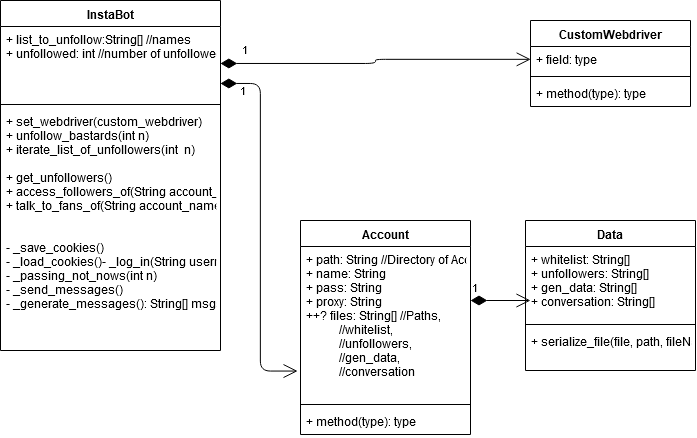 InstaBot
+ list_to_unfollow:String[] //names
+ unfollowed: int //number of unfollowe
+ set_webdriver(custom_webdriver)
+ unfollow_bastards(int n)
+ iterate_list_of_unfollowers(int  n)
+ get_unfollowers()
+ access_followers_of(String account_
+ talk_to_fans_of(String account_name
- _save_cookies()
- _load_cookies()- _log_in(String usern
- _passing_not_nows(int n)
- _send_messages()
- _generate_messages(): String[] msg
1
1
CustomWebdriver
+ field: type
+ method(type): type
Account
+ path: String //Directory of Acc
+ name: String
+ pass: String
+ proxy: String
++? files: String[] //Paths,
//whitelist,
//unfollowers,
//gen_data,
//conversation
+ method(type): type
1
Data
+ whitelist: String[]
+ unfollowers: String[]
+ gen_data: String[]
+ conversation: String[]
+ serialize_file(file, path, fileN